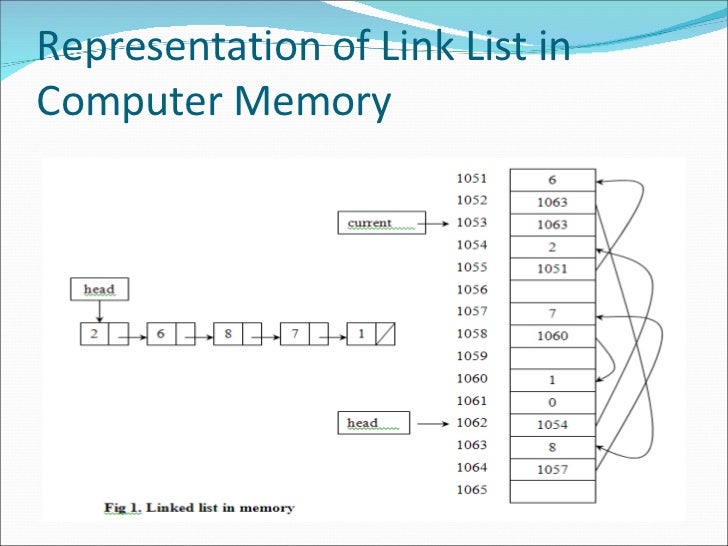 Representation of Link List in
Computer Memory
1051 6
1052 1063
current 1053 1063
1054 2
1055 1051
1056
head
1057 7
2 6 8 7 1 1058 1060
1059
1060 1
1061 0
head 1062 1054
1063 8
1064 1057
1065
Fig 1. Linked list in memory